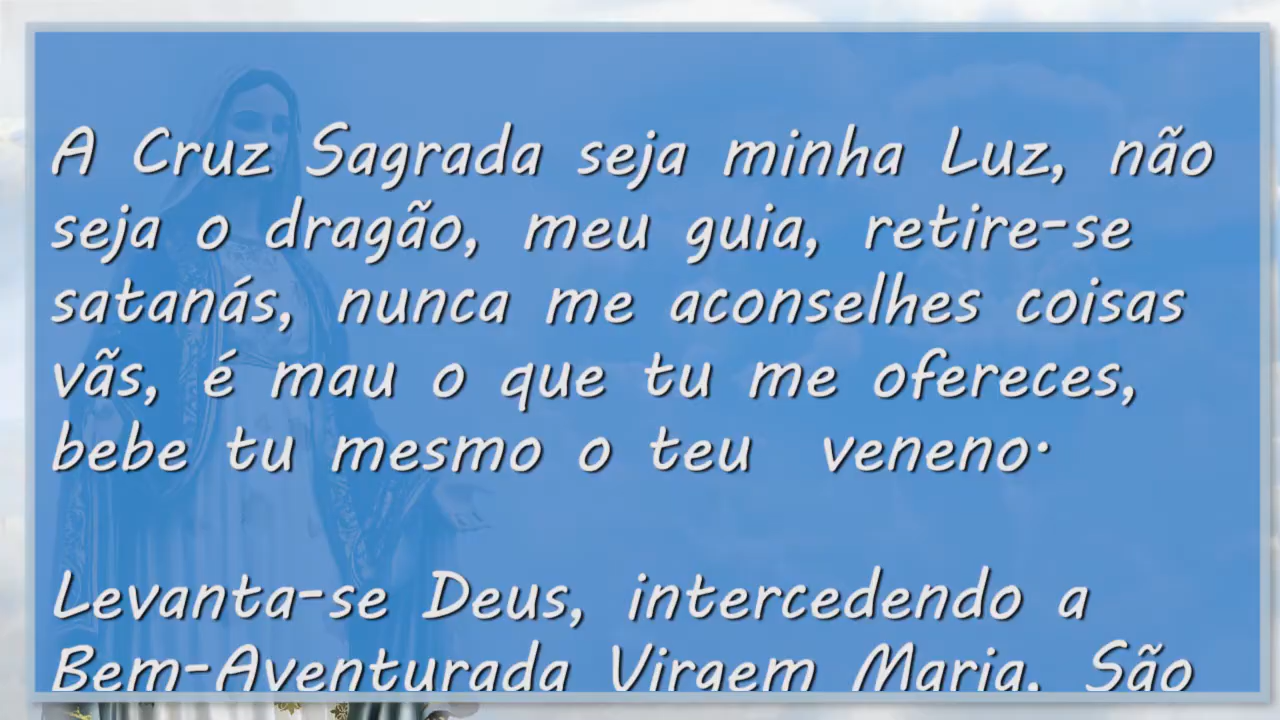 A Cruz Sagrada seja minha Luz, não
seja o dragão, meu guia, retire-se
satanás, nunca me aconselhes coisas
vãs, é mau o que tu me ofereces,
bebe tu mesmo o teu veneno·
Levanta-se Deus, intercedendo a
Bem-Aventurada Virgem Maria, São